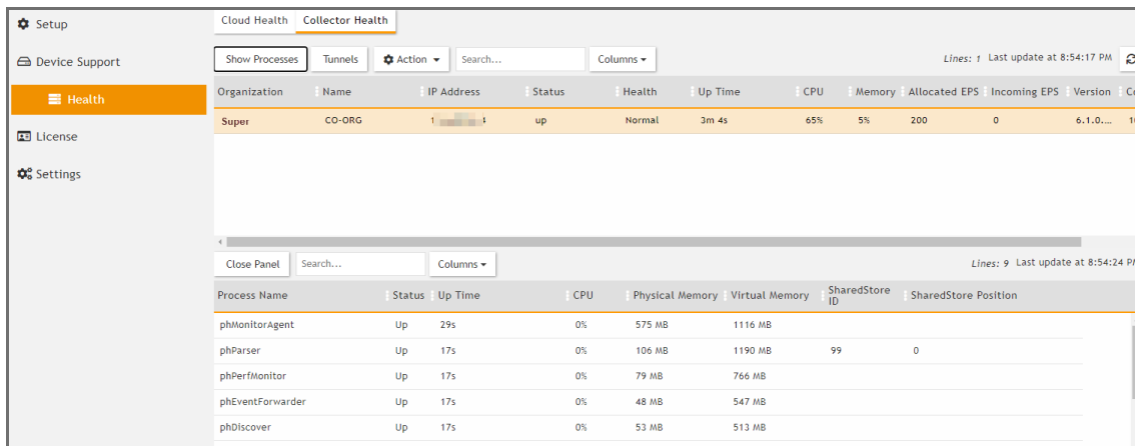 Setup
Device Support
Health
License
Settings
Cloud Health Collector Health
Show Processes Tunnels Action Search... Columns Lines: 1 Last update at 8:54:17 PM
Organization Name IP Address Status Health Up Time CPU Memory Allocated EPS Incoming EPS Version
Super CO-ORG up Normal 3m 4s 65% 5% 200 0 6.1.0....
Close Panel Search... Columns Lines: 9 Last update at 8:54:24
Process Name Status Up Time CPU Physical Memory Virtual Memory SharedStore ID SharedStore Position
phMonitorAgent Up 29s 0% 575 MB 1116 MB
phParser Up 17s 0% 106 MB 1190 MB 99 0
phPerfMonitor Up 17s 0% 79 MB 766 MB
phEventForwarder Up 17s 0% 48 MB 547 MB
phDiscover Up 17s 0% 53 MB 513 MB